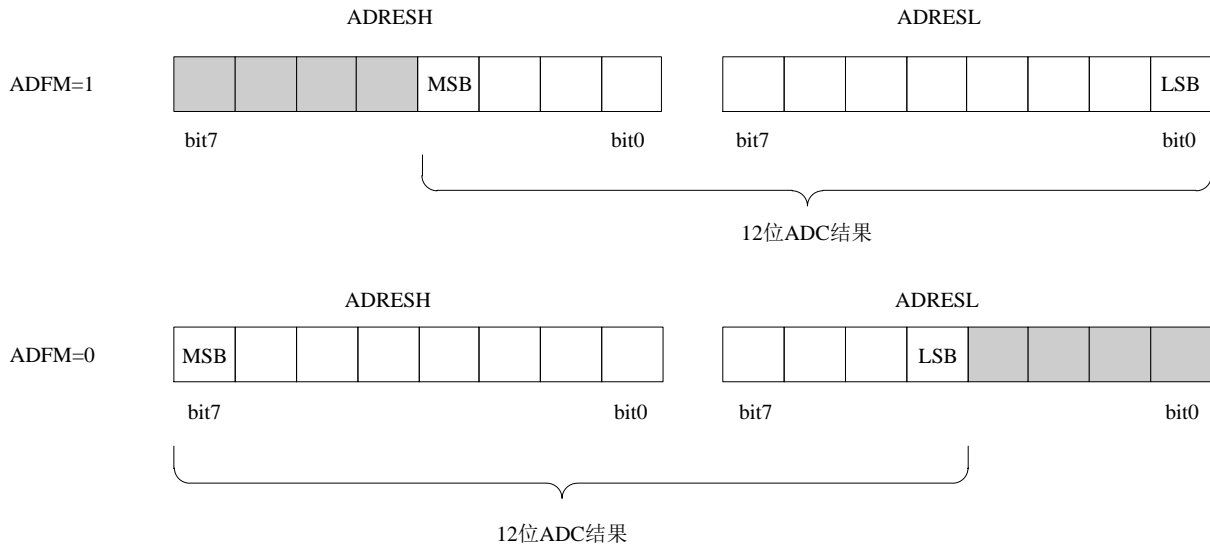 ADRESH ADRESL
ADFM=1 MSB LSB
bit7 bit0 bit7 bit0
12位ADC结果
ADRESH ADRESL
ADFM=0 MSB LSB
bit7 bit0 bit7 bit0
12位ADC结果